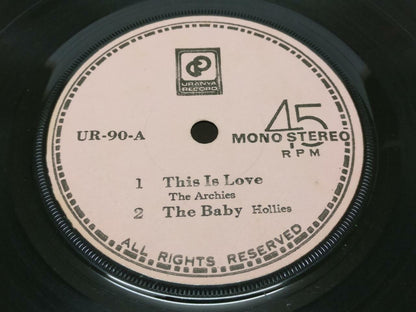 URANYA
RECORD
UR-90-A
45
MONO STEREO
RPM
1 This Is Love
The Archies
2 The Baby Hollies
ALL RIGHTS RESERVED